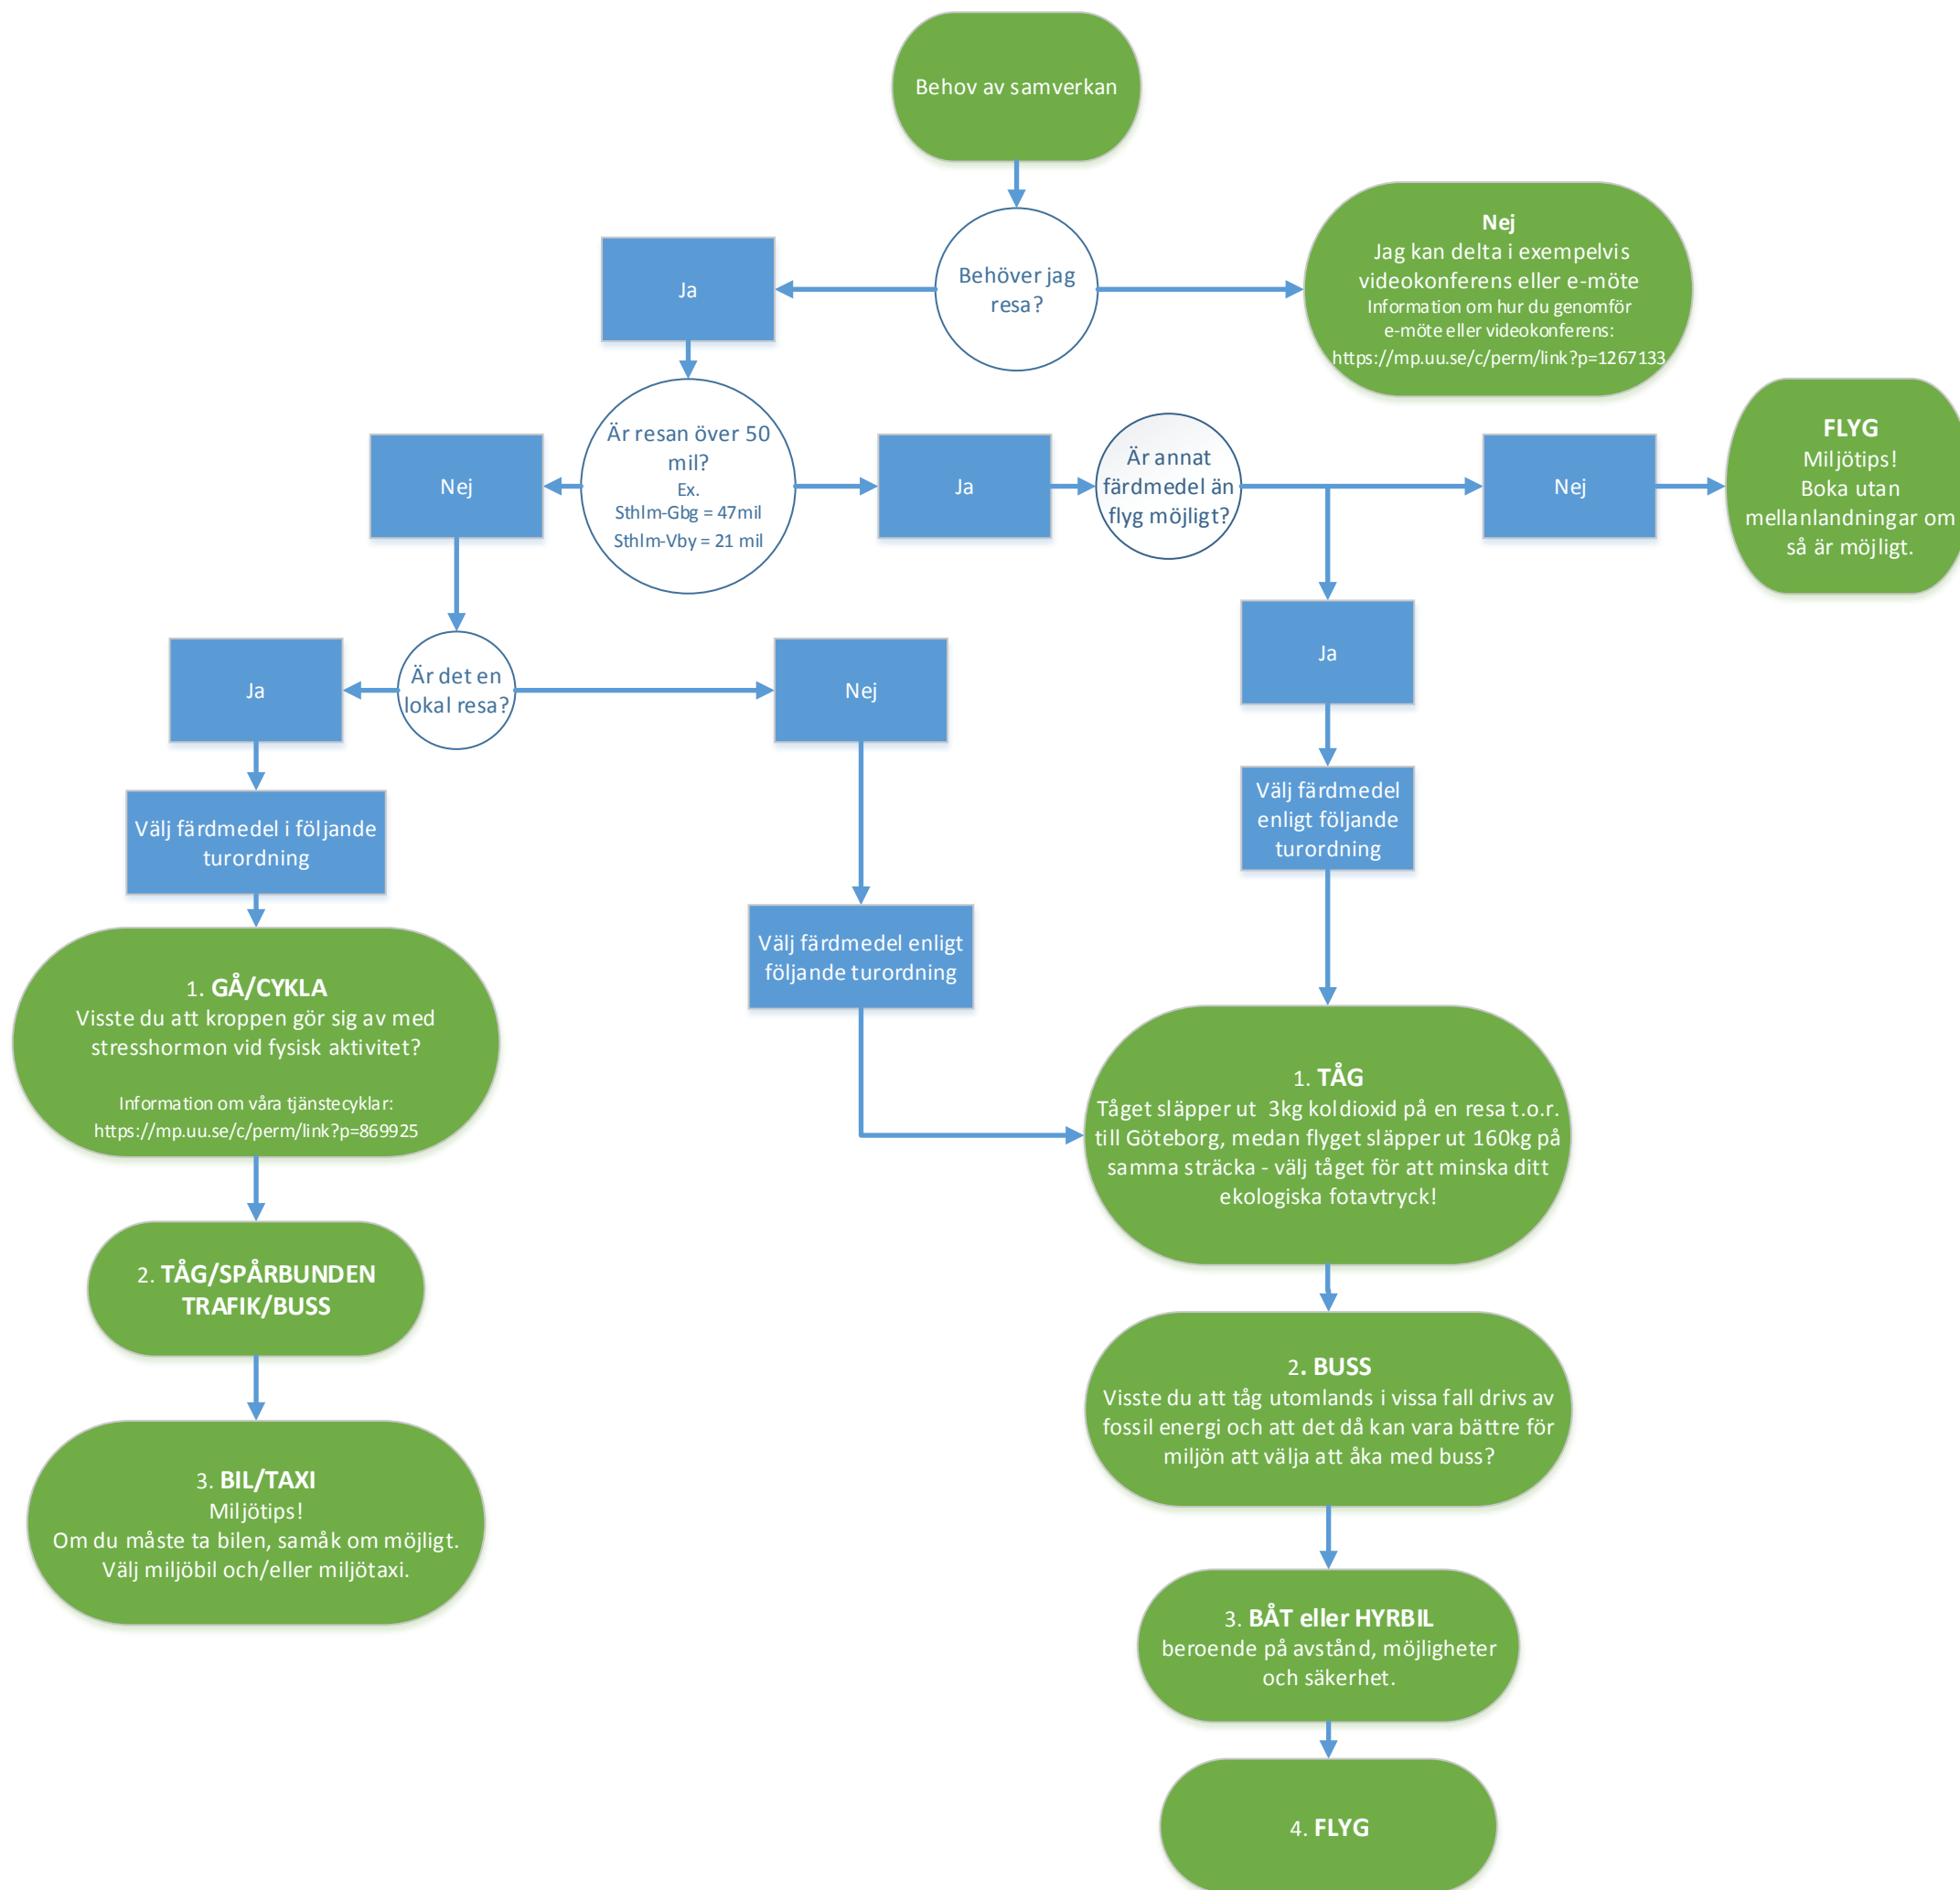 Behov av samverkan
Behöver jag
resa?
Ja
Nej
Jag kan delta i exempelvis
videokonferens eller e-möte
Information om hur du genomför
e-möte eller videokonferens:
https://mp.uu.se/c/perm/link?p=1267133
Är resan över 50
mil?
Ex.
Sthlm-Gbg = 47mil
Sthlm-Vby = 21 mil
Nej
Ja
Är annat
färdmedel än
flyg möjligt?
Nej
FLYG
Miljötips!
Boka utan
mellanlandningar om
så är möjligt.
Ja
Är det en
lokal resa?
Ja
Nej
Välj färdmedel i följande
turordning
Välj färdmedel enligt
följande turordning
Välj färdmedel
enligt följande
turordning
1. GÅ/CYKLA
Visste du att kroppen gör sig av med
stresshormon vid fysisk aktivitet?
Information om våra tjänstecyklar:
https://mp.uu.se/c/perm/link?p=869925
2. TÅG/SPÅRBUNDEN
TRAFIK/BUSS
3. BIL/TAXI
Miljötips!
Om du måste ta bilen, samåk om möjligt.
Välj miljöbil och/eller miljötaxi.
1. TÅG
Tåget släpper ut 3kg koldioxid på en resa t.o.r.
till Göteborg, medan flyget släpper ut 160kg på
samma sträcka - välj tåget för att minska ditt
ekologiska fotavtryck!
2. BUSS
Visste du att tåg utomlands i vissa fall drivs av
fossil energi och att det då kan vara bättre för
miljön att välja att åka med buss?
3. BÅT eller HYRBIL
beroende på avstånd, möjligheter
och säkerhet.
4. FLYG